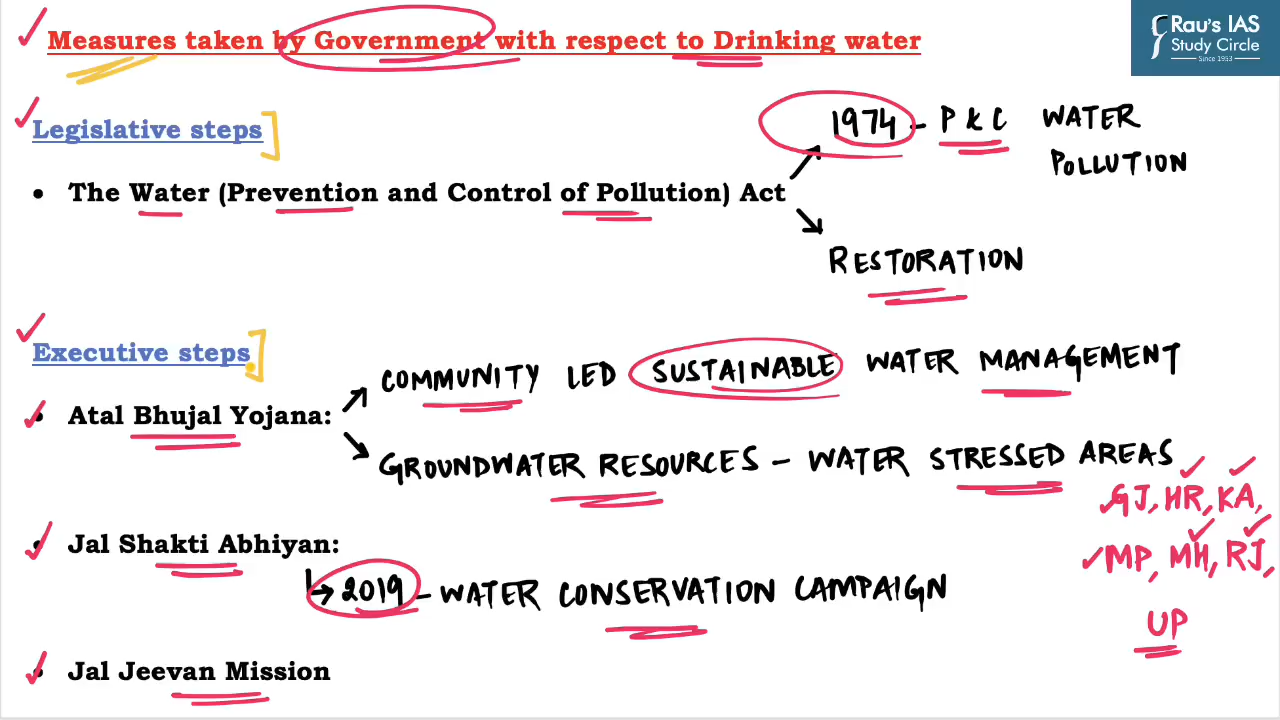 Rau's IAS
Study Circle
Since 1953
Measures taken by Government with respect to Drinking water
Legislative steps
1974 - P & C WATER
POLLUTION
• The Water (Prevention and Control of Pollution) Act
RESTORATION
Executive steps
COMMUNITY LED SUSTAINABLE WATER MANAGEMENT
• Atal Bhujal Yojana:
GROUNDWATER RESOURCES - WATER STRESSED AREAS
GJ, HR, KA,
MP, MH, RJ,
UP
• Jal Shakti Abhiyan:
2019 - WATER CONSERVATION CAMPAIGN
• Jal Jeevan Mission